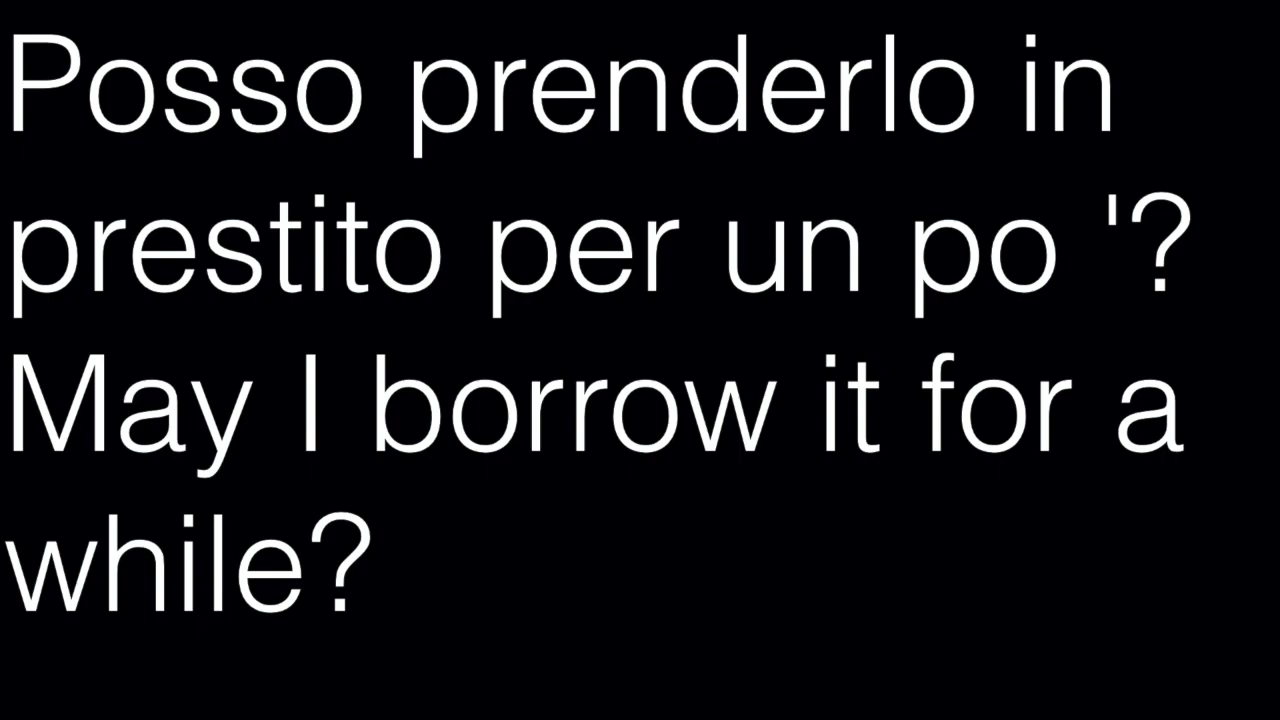 Posso prenderlo in
prestito per un po '?
May I borrow it for a
while?